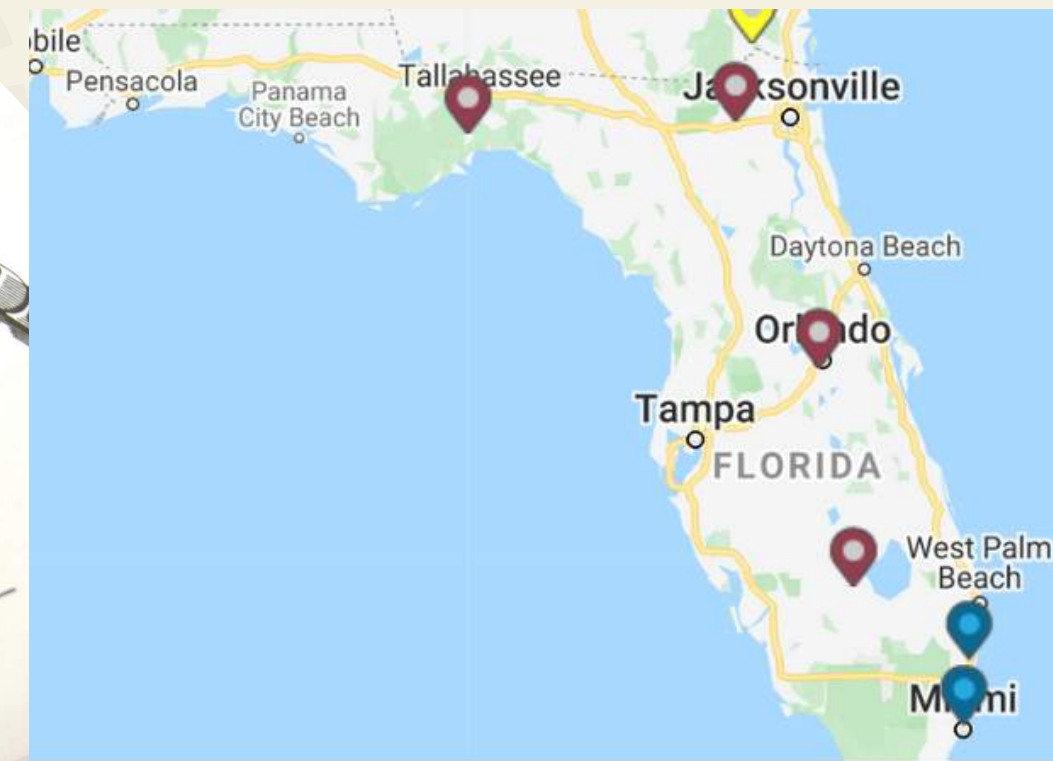 bile
Pensacola
Panama
City Beach
Tallahassee
Jacksonville
Daytona Beach
Orlando
Tampa
FLORIDA
West Palm
Beach
Miami